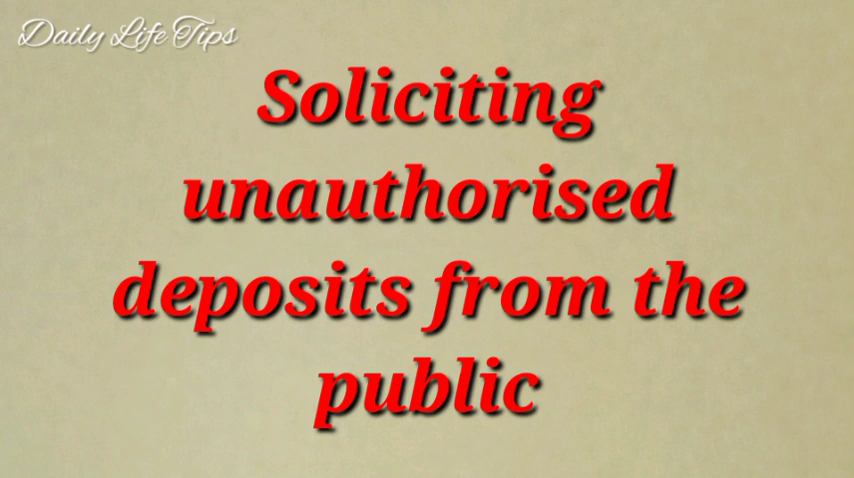 Daily Life Tips
Soliciting
unauthorised
deposits from the
public